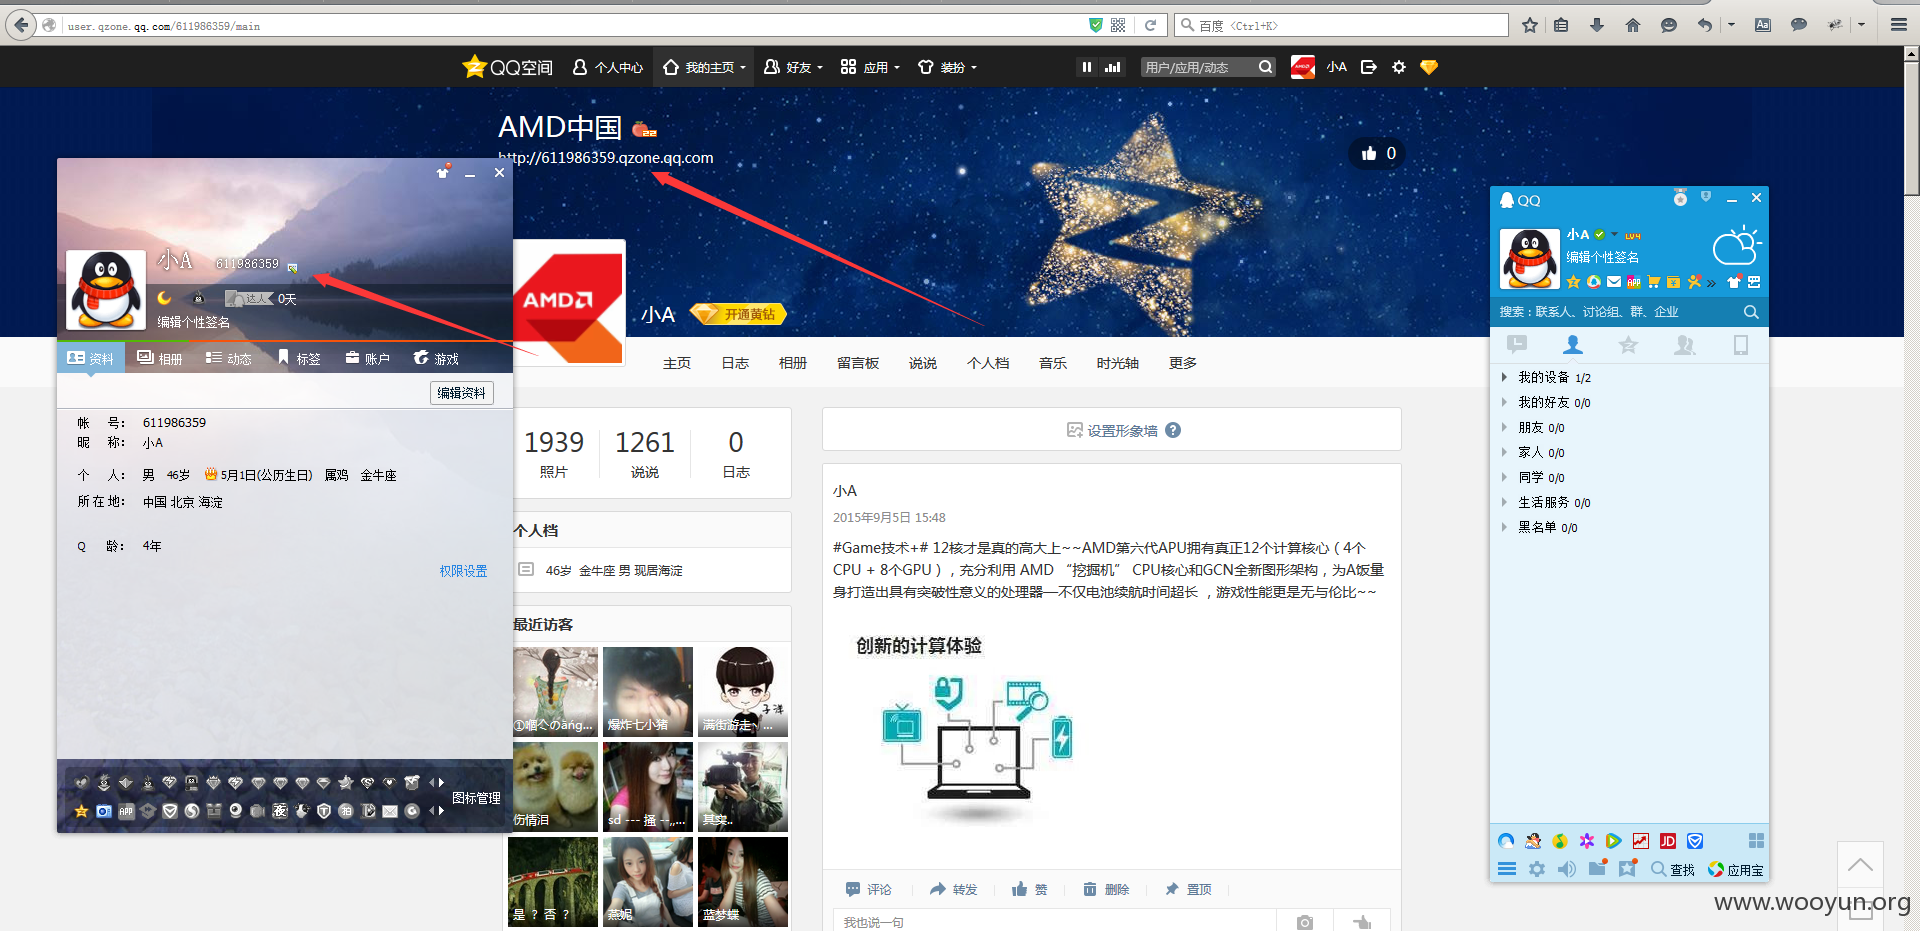 user.qzone.qq.com/611986359/main
百度 <Ctrl+K>
QQ空间
个人中心
我的主页
好友
应用
装扮
用户/应用/动态
小A
AMD中国
http://611986359.qzone.qq.com
0
小A
开通黄钻
主页
日志
相册
留言板
说说
个人档
音乐
时光轴
更多
小A
611986359
达人
0天
编辑个性签名
资料
相册
动态
标签
账户
游戏
编辑资料
帐 号： 611986359
昵 称： 小A
个 人： 男 46岁 5月1日(公历生日) 属鸡 金牛座
所在地： 中国 北京 海淀
Q 龄： 4年
权限设置
图标管理
AMD
1939
照片
1261
说说
0
日志
个人档
46岁 金牛座 男 现居海淀
最近访客
爆炸七小猪
满街游走~ ...
伤情泪
sd --- 搔 --,,...
其实..
是 ? 否 ?
燕妮
蓝梦蝶
设置形象墙
小A
2015年9月5日 15:48
#Game技术+# 12核才是真的高大上~~AMD第六代APU拥有真正12个计算核心（4个
CPU + 8个GPU），充分利用 AMD “挖掘机” CPU核心和GCN全新图形架构，为A饭量
身打造出具有突破性意义的处理器—不仅电池续航时间超长 ，游戏性能更是无与伦比~~
创新的计算体验
评论
转发
赞
删除
置顶
我也说一句
QQ
小A
LV4
编辑个性签名
搜索：联系人、讨论组、群、企业
我的设备 1/2
我的好友 0/0
朋友 0/0
家人 0/0
同学 0/0
生活服务 0/0
黑名单 0/0
JD
查找
应用宝
www.wooyun.org